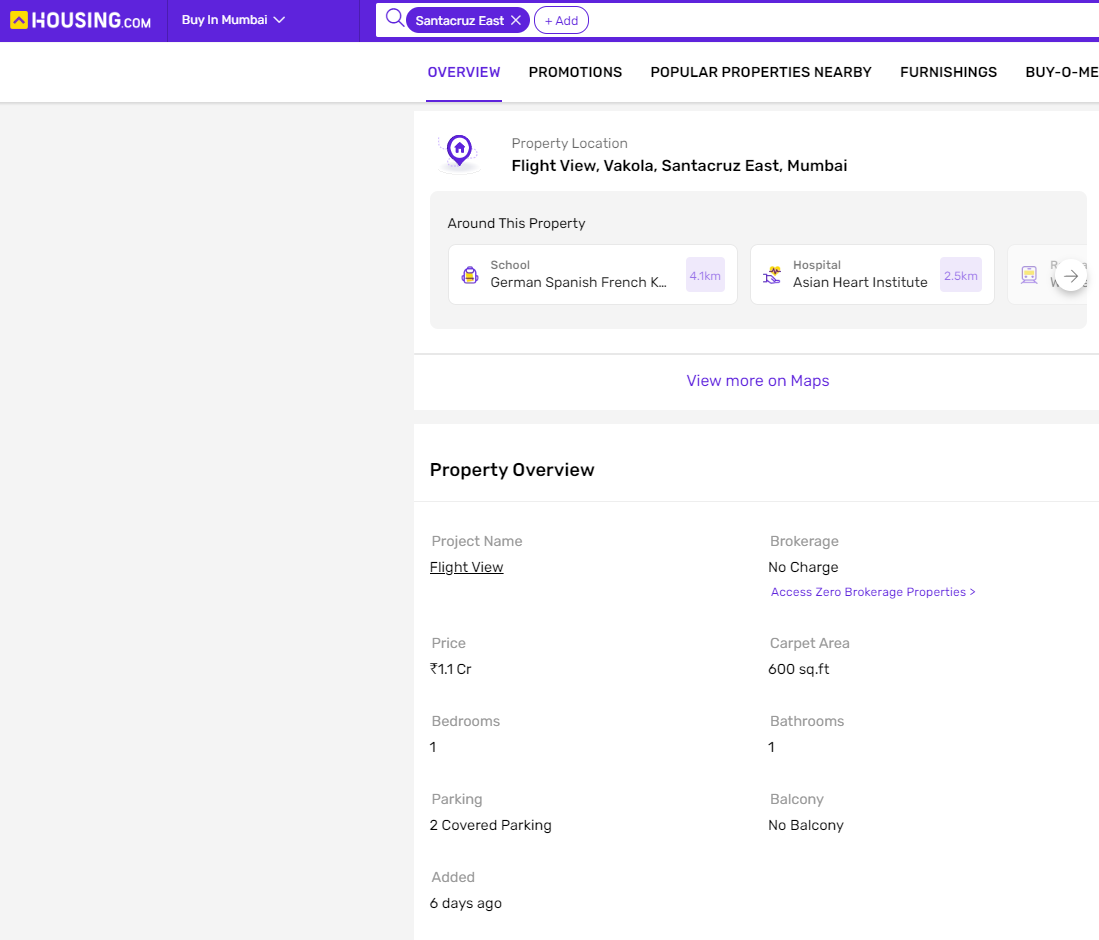 HOUSING.COM
Buy In Mumbai
Santacruz East
+ Add
OVERVIEW
PROMOTIONS
POPULAR PROPERTIES NEARBY
FURNISHINGS
BUY-O-ME
Property Location
Flight View, Vakola, Santacruz East, Mumbai
Around This Property
School
German Spanish French K...
4.1km
Hospital
Asian Heart Institute
2.5km
View more on Maps
Property Overview
Project Name
Flight View
Brokerage
No Charge
Access Zero Brokerage Properties >
Price
₹1.1 Cr
Carpet Area
600 sq.ft
Bedrooms
1
Bathrooms
1
Parking
2 Covered Parking
Balcony
No Balcony
Added
6 days ago